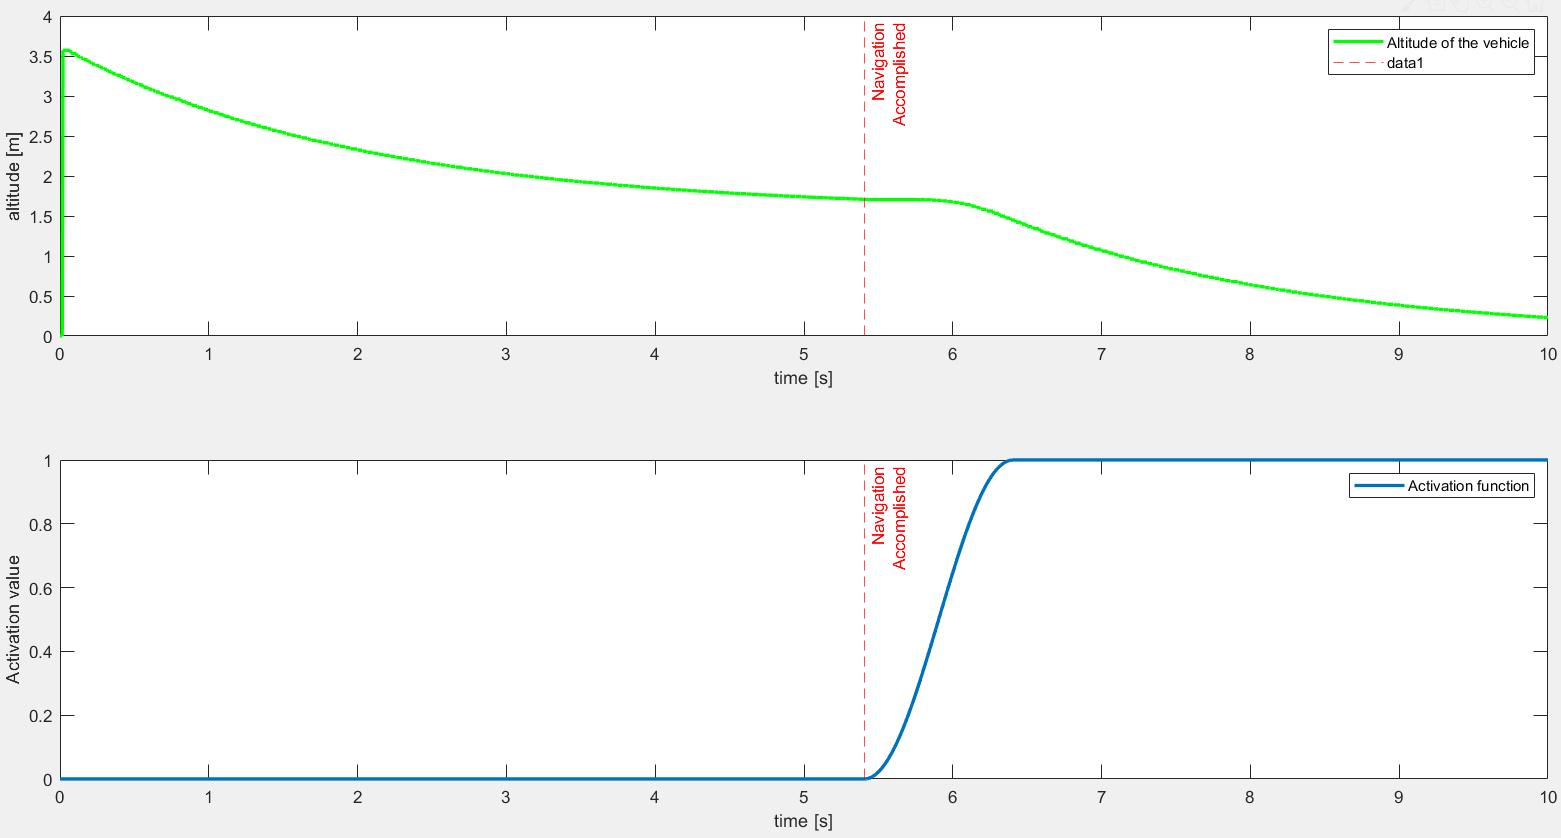 4
3.5
3
2.5
2
1.5
1
0.5
0
altitude [m]
Navigation
Accomplished
Altitude of the vehicle
data1
0 1 2 3 4 5 6 7 8 9 10
time [s]
1
0.8
0.6
0.4
0.2
0
Activation value
Navigation
Accomplished
Activation function
0 1 2 3 4 5 6 7 8 9 10
time [s]